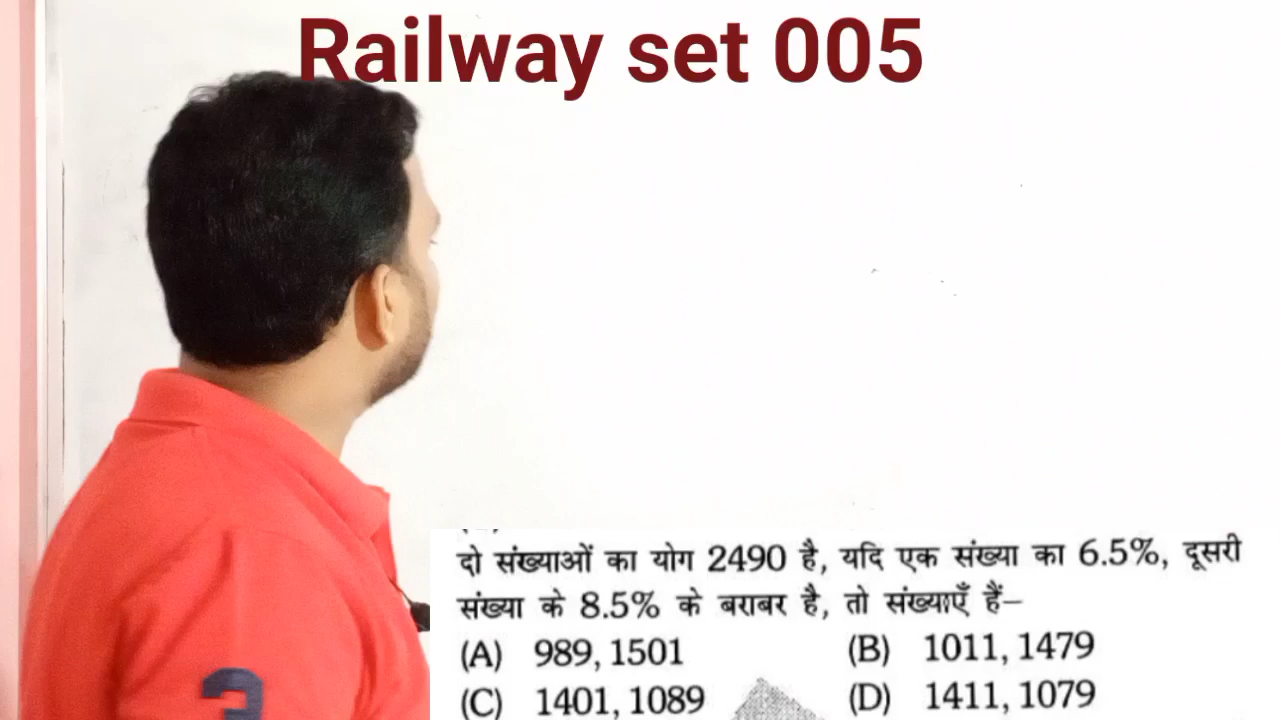 Railway set 005
दो संख्याओं का योग 2490 है, यदि एक संख्या का 6.5%, दूसरी
संख्या के 8.5% के बराबर है, तो संख्याएँ हैं–
(A) 989, 1501 (B) 1011, 1479
(C) 1401, 1089 (D) 1411, 1079
3